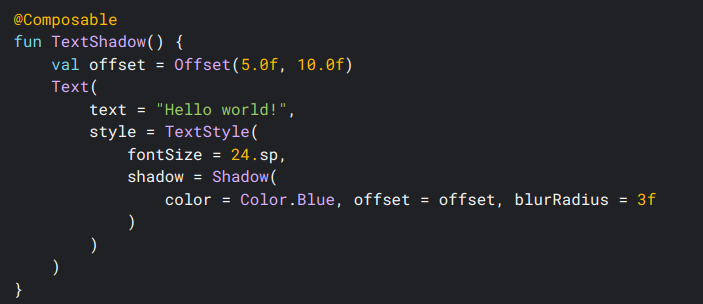 @Composable
fun TextShadow() {
    val offset = Offset(5.0f, 10.0f)
    Text(
        text = "Hello world!",
        style = TextStyle(
            fontSize = 24.sp,
            shadow = Shadow(
                color = Color.Blue, offset = offset, blurRadius = 3f
            )
        )
    )
}